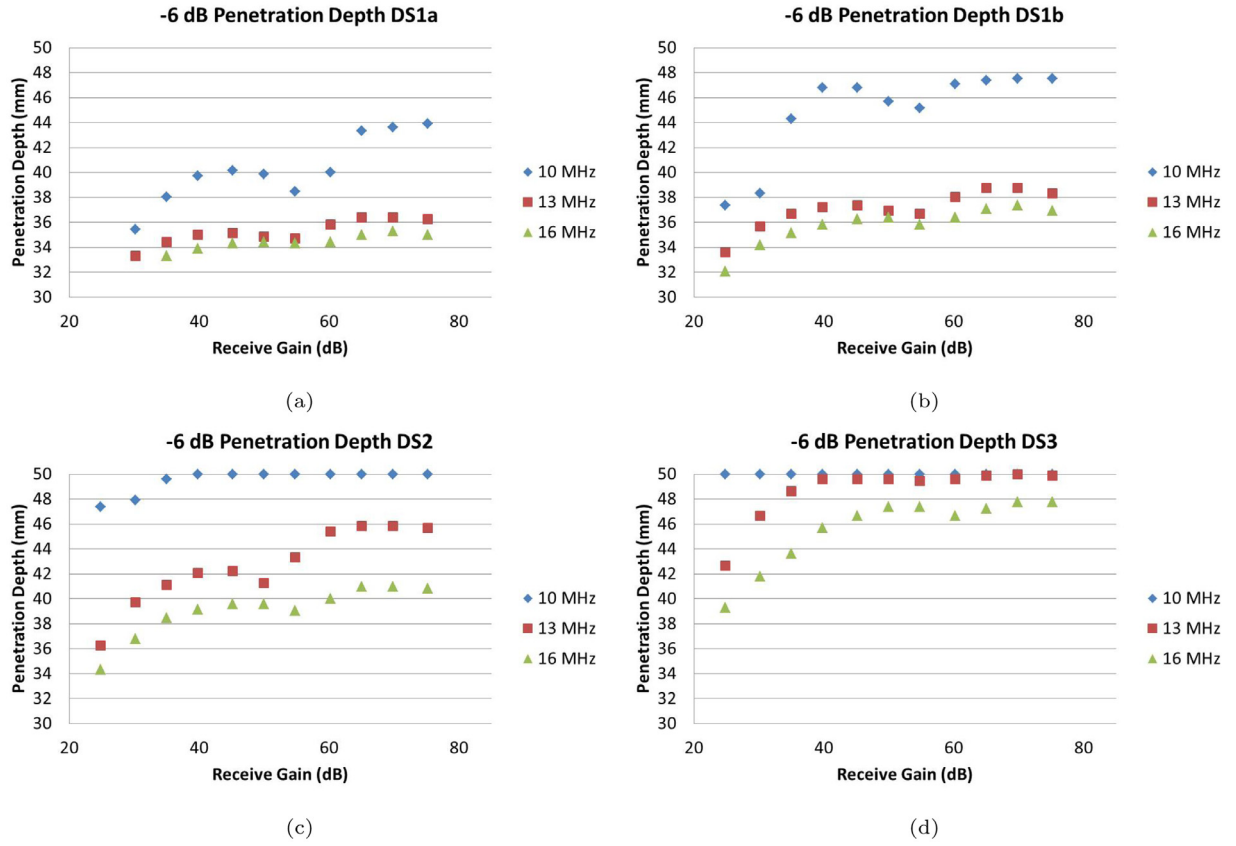 -6 dB Penetration Depth DS1a
50
48
46
44
42
40
38
36
34
32
30
Penetration Depth (mm)
20
40
60
80
Receive Gain (dB)
10 MHz
13 MHz
16 MHz
(a)
-6 dB Penetration Depth DS1b
50
48
46
44
42
40
38
36
34
32
30
Penetration Depth (mm)
20
40
60
80
Receive Gain (dB)
10 MHz
13 MHz
16 MHz
(b)
-6 dB Penetration Depth DS2
50
48
46
44
42
40
38
36
34
32
30
Penetration Depth (mm)
20
40
60
80
Receive Gain (dB)
10 MHz
13 MHz
16 MHz
(c)
-6 dB Penetration Depth DS3
50
48
46
44
42
40
38
36
34
32
30
Penetration Depth (mm)
20
40
60
80
Receive Gain (dB)
10 MHz
13 MHz
16 MHz
(d)